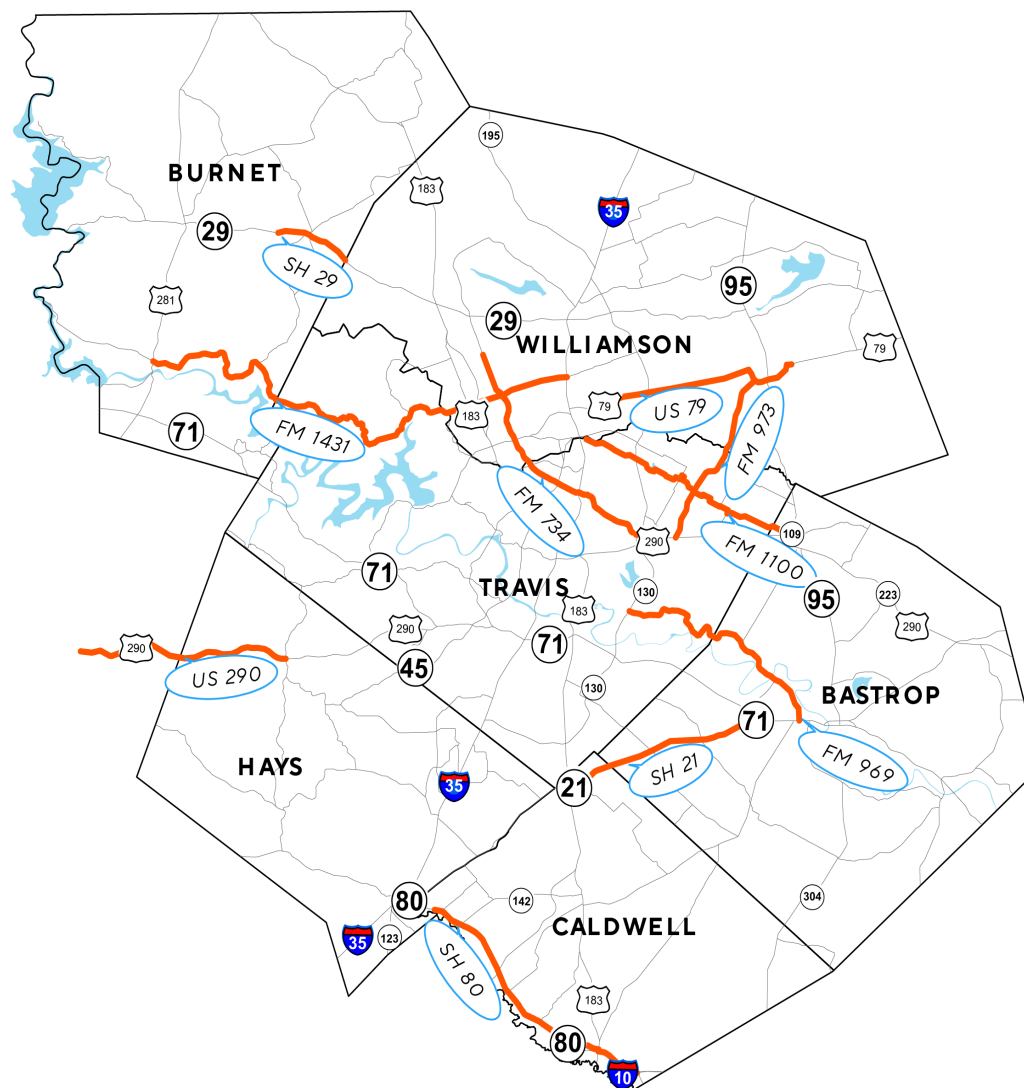 195
BURNET
183
35
29
SH 29
95
281
29
WILLIAMSON
79
79
US 79
183
71
FM 1431
FM 973
FM 734
290
109
FM 1100
71
TRAVIS
130
95
223
183
290
290
290
71
45
US 290
130
BASTROP
71
FM 969
HAYS
SH 21
35
21
80
142
304
CALDWELL
35
123
SH 80
183
80
10